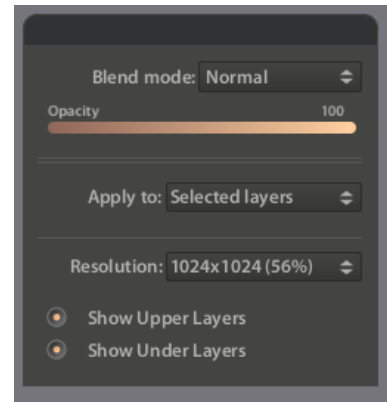 Blend mode: Normal
Opacity 100
Apply to: Selected layers
Resolution: 1024x1024 (56%)
Show Upper Layers
Show Under Layers